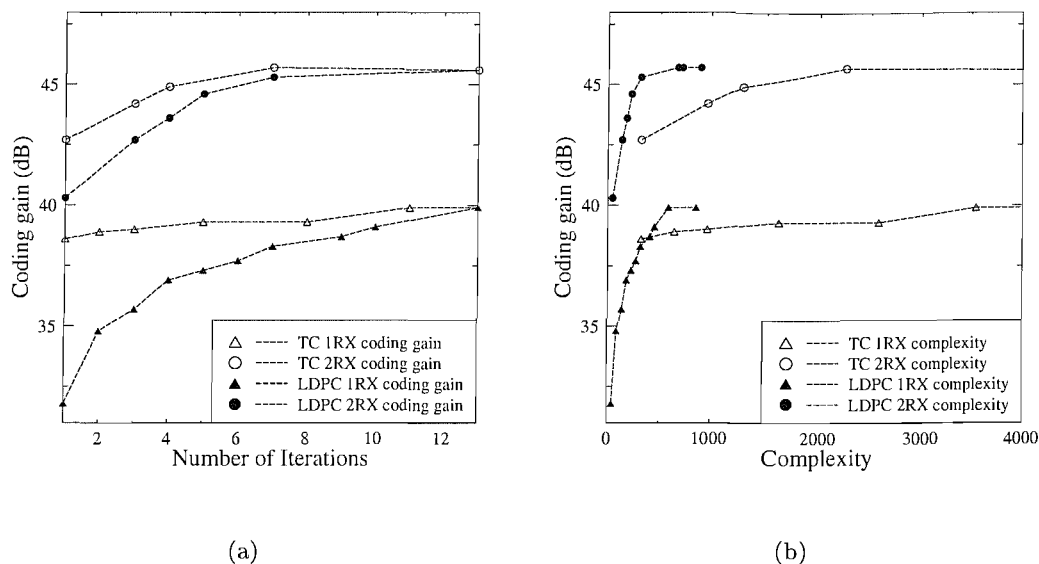 45
40
35
Coding gain (dB)
TC 1RX coding gain
TC 2RX coding gain
LDPC 1RX coding gain
LDPC 2RX coding gain
2 4 6 8 10 12
Number of Iterations
(a)
45
40
35
Coding gain (dB)
TC 1RX complexity
TC 2RX complexity
LDPC 1RX complexity
LDPC 2RX complexity
0 1000 2000 3000 4000
Complexity
(b)